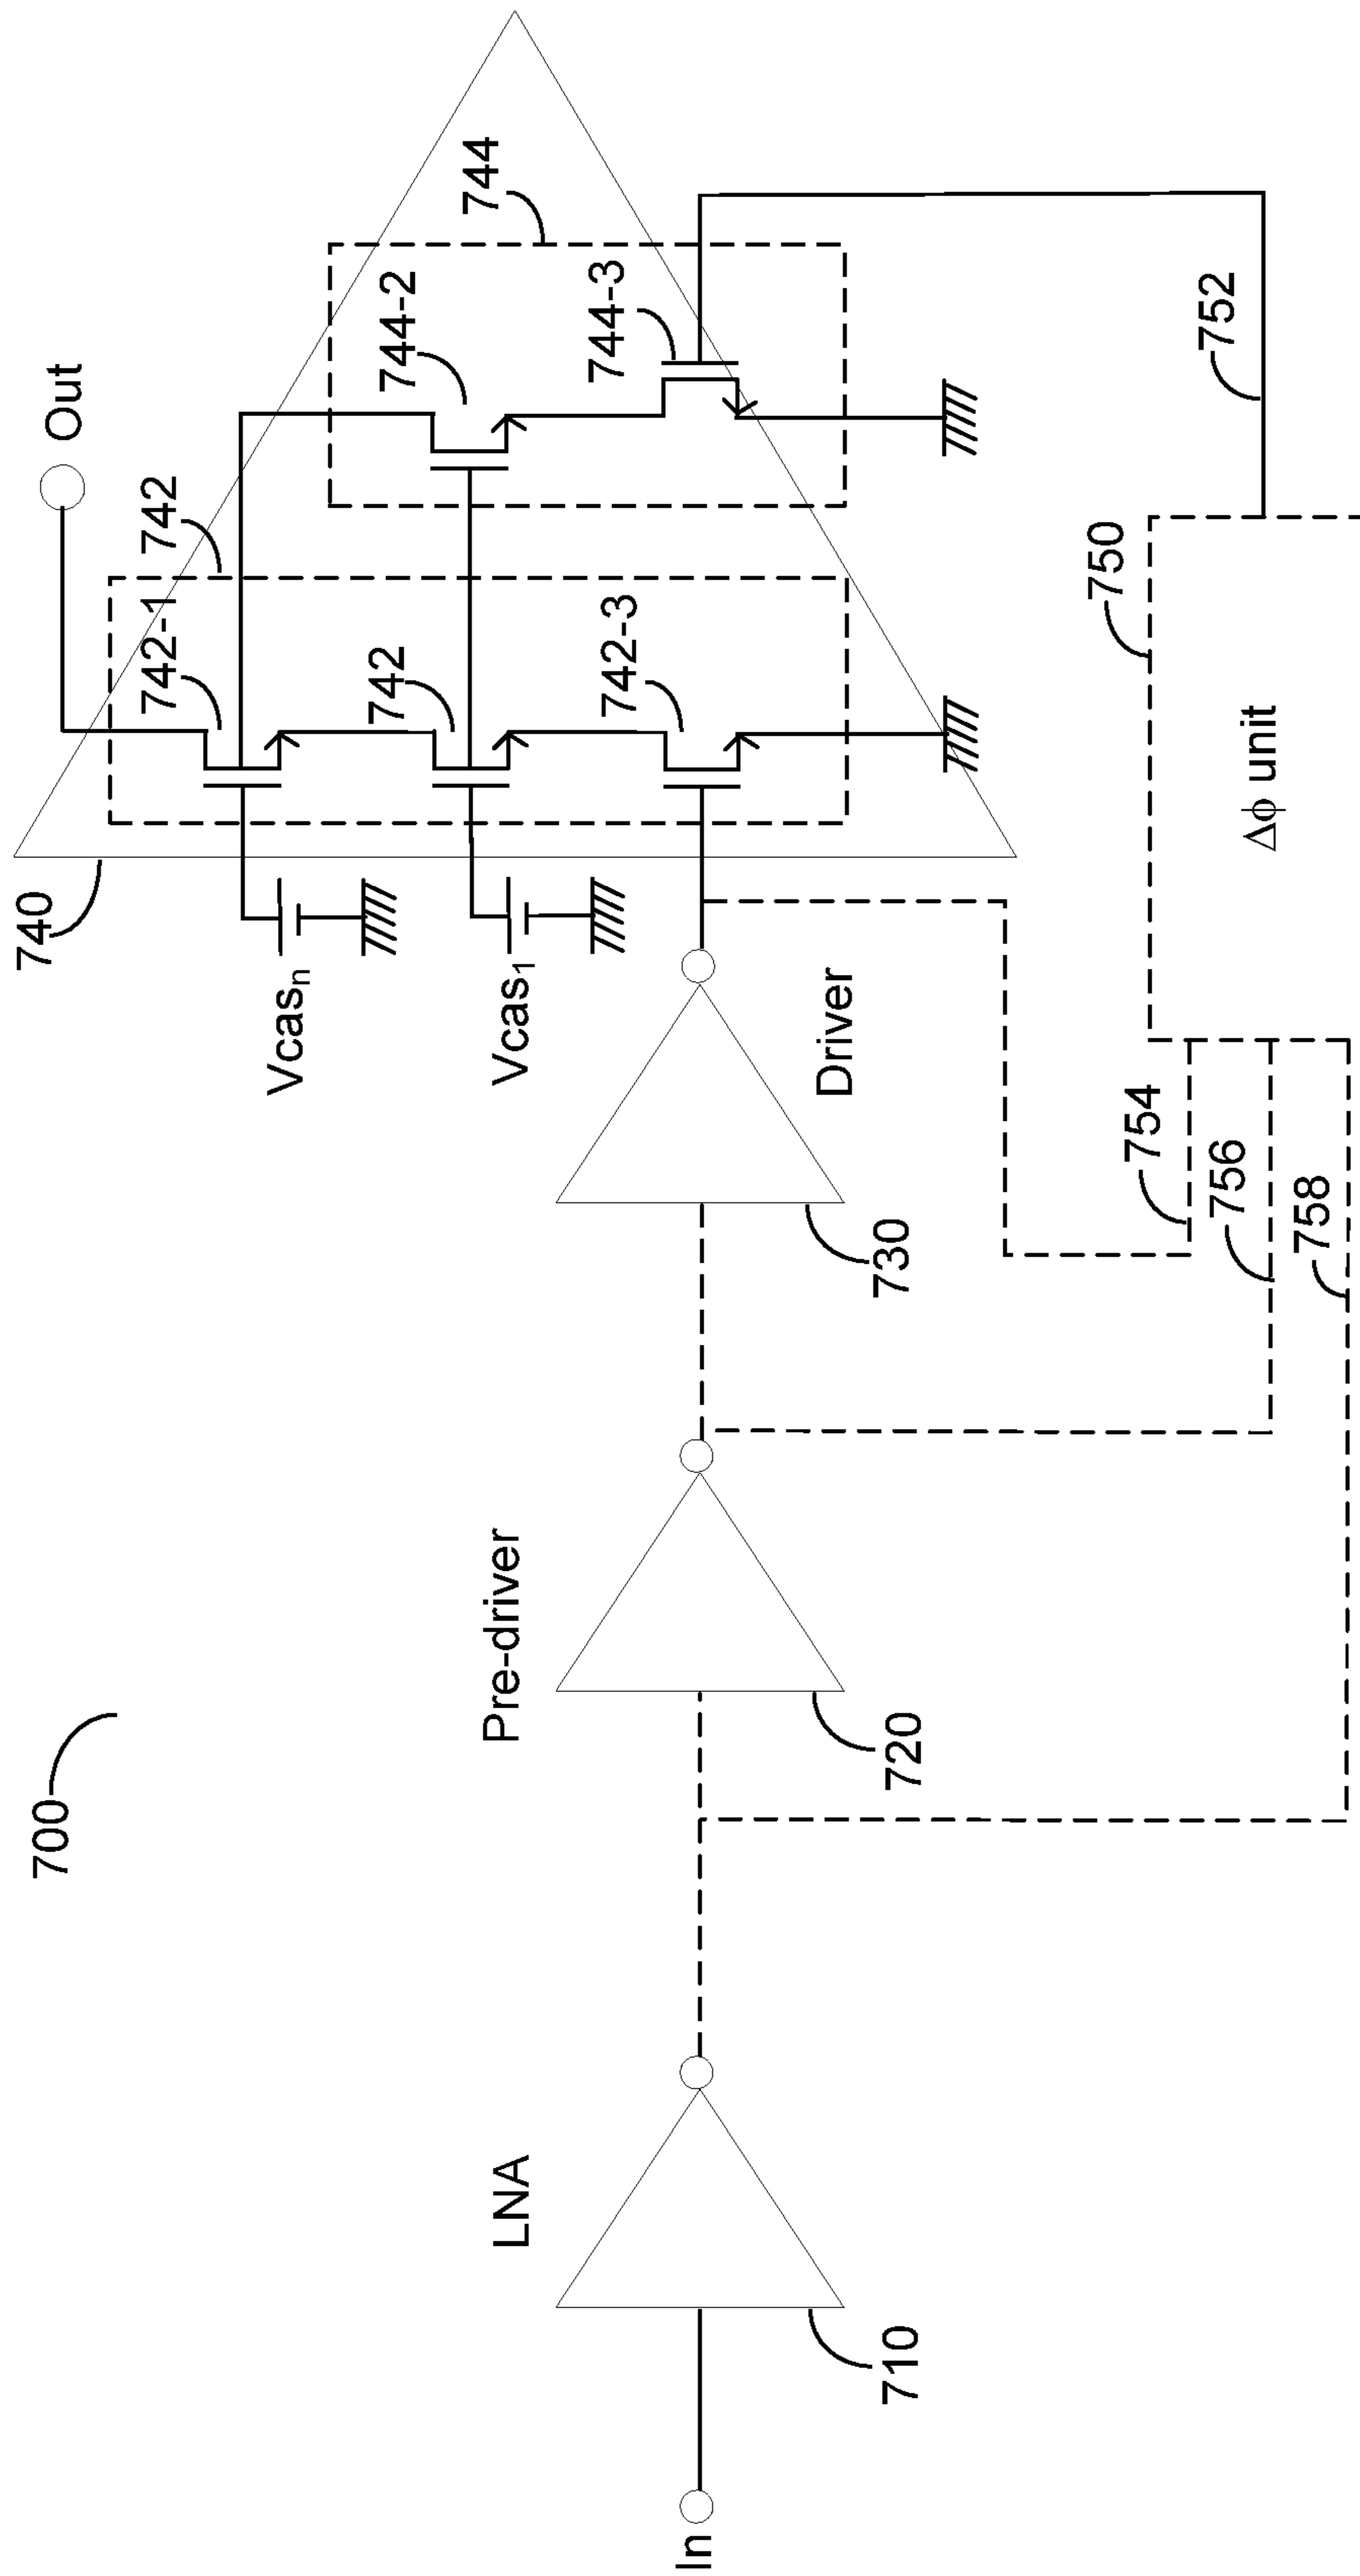 700
740
Out
742
742-1
744
744-2
Vcasₙ
742
Vcas₁
742-3
744-3
In
LNA
Pre-driver
Driver
710
720
730
750
752
754
756
758
Δϕ unit